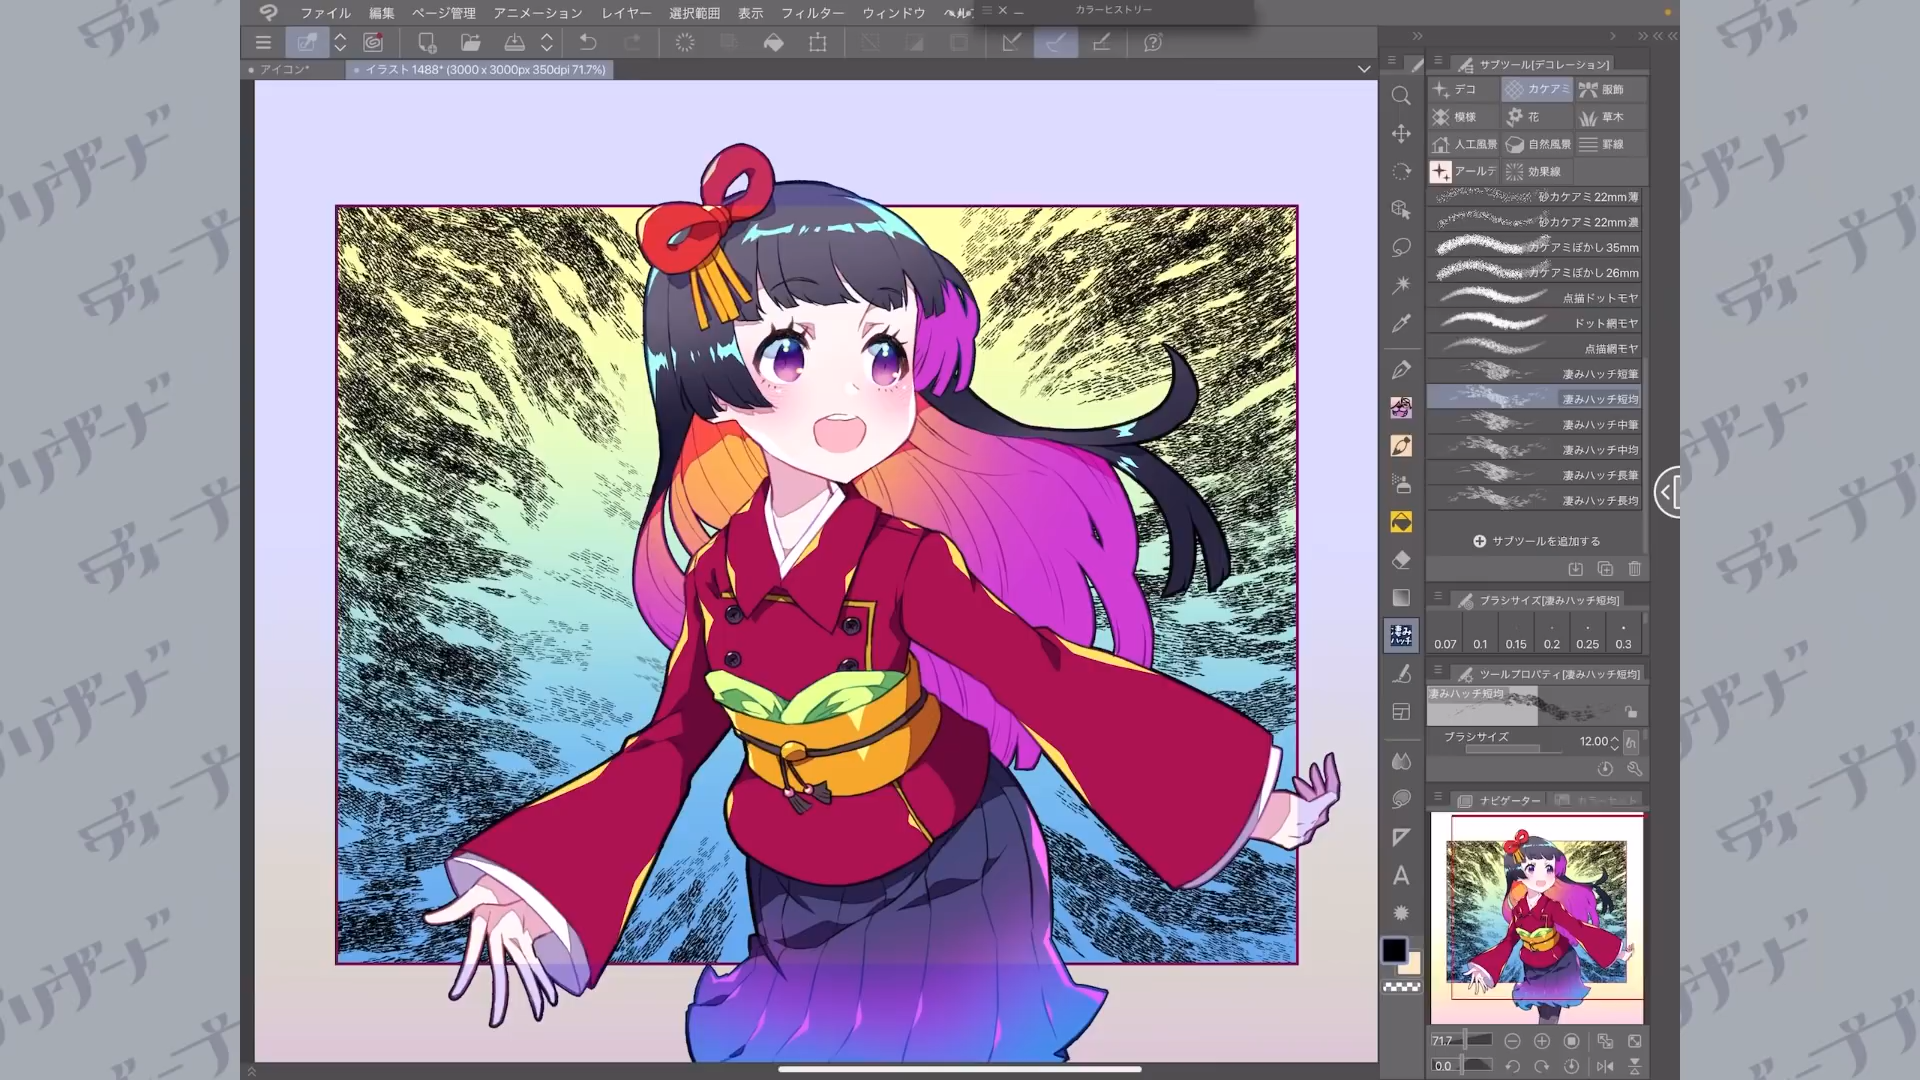 ファイル 編集 ページ管理 アニメーション レイヤー 選択範囲 表示 フィルター ウィンドウ
カラーヒストリー
アイコン*
イラスト1488* (3000 x 3000px 350dpi 71.7%)
サブツール[デコレーション]
デコ カケアミ 服飾
模様 花 草木
人工風景 自然風景 罫線
アールデ 効果線
砂カケアミ22mm薄
砂カケアミ22mm濃
カケアミぼかし35mm
カケアミぼかし26mm
点描ドットモヤ
ドット網モヤ
点描網モヤ
凄みハッチ短筆
凄みハッチ短均
凄みハッチ中筆
凄みハッチ中均
凄みハッチ長筆
凄みハッチ長均
サブツールを追加する
ブラシサイズ[凄みハッチ短均]
0.07 0.1 0.15 0.2 0.25 0.3
凄みハッチ
ツールプロパティ[凄みハッチ短均]
凄みハッチ短均
ブラシサイズ 12.00
ナビゲーター カラーセット
71.7
0.0